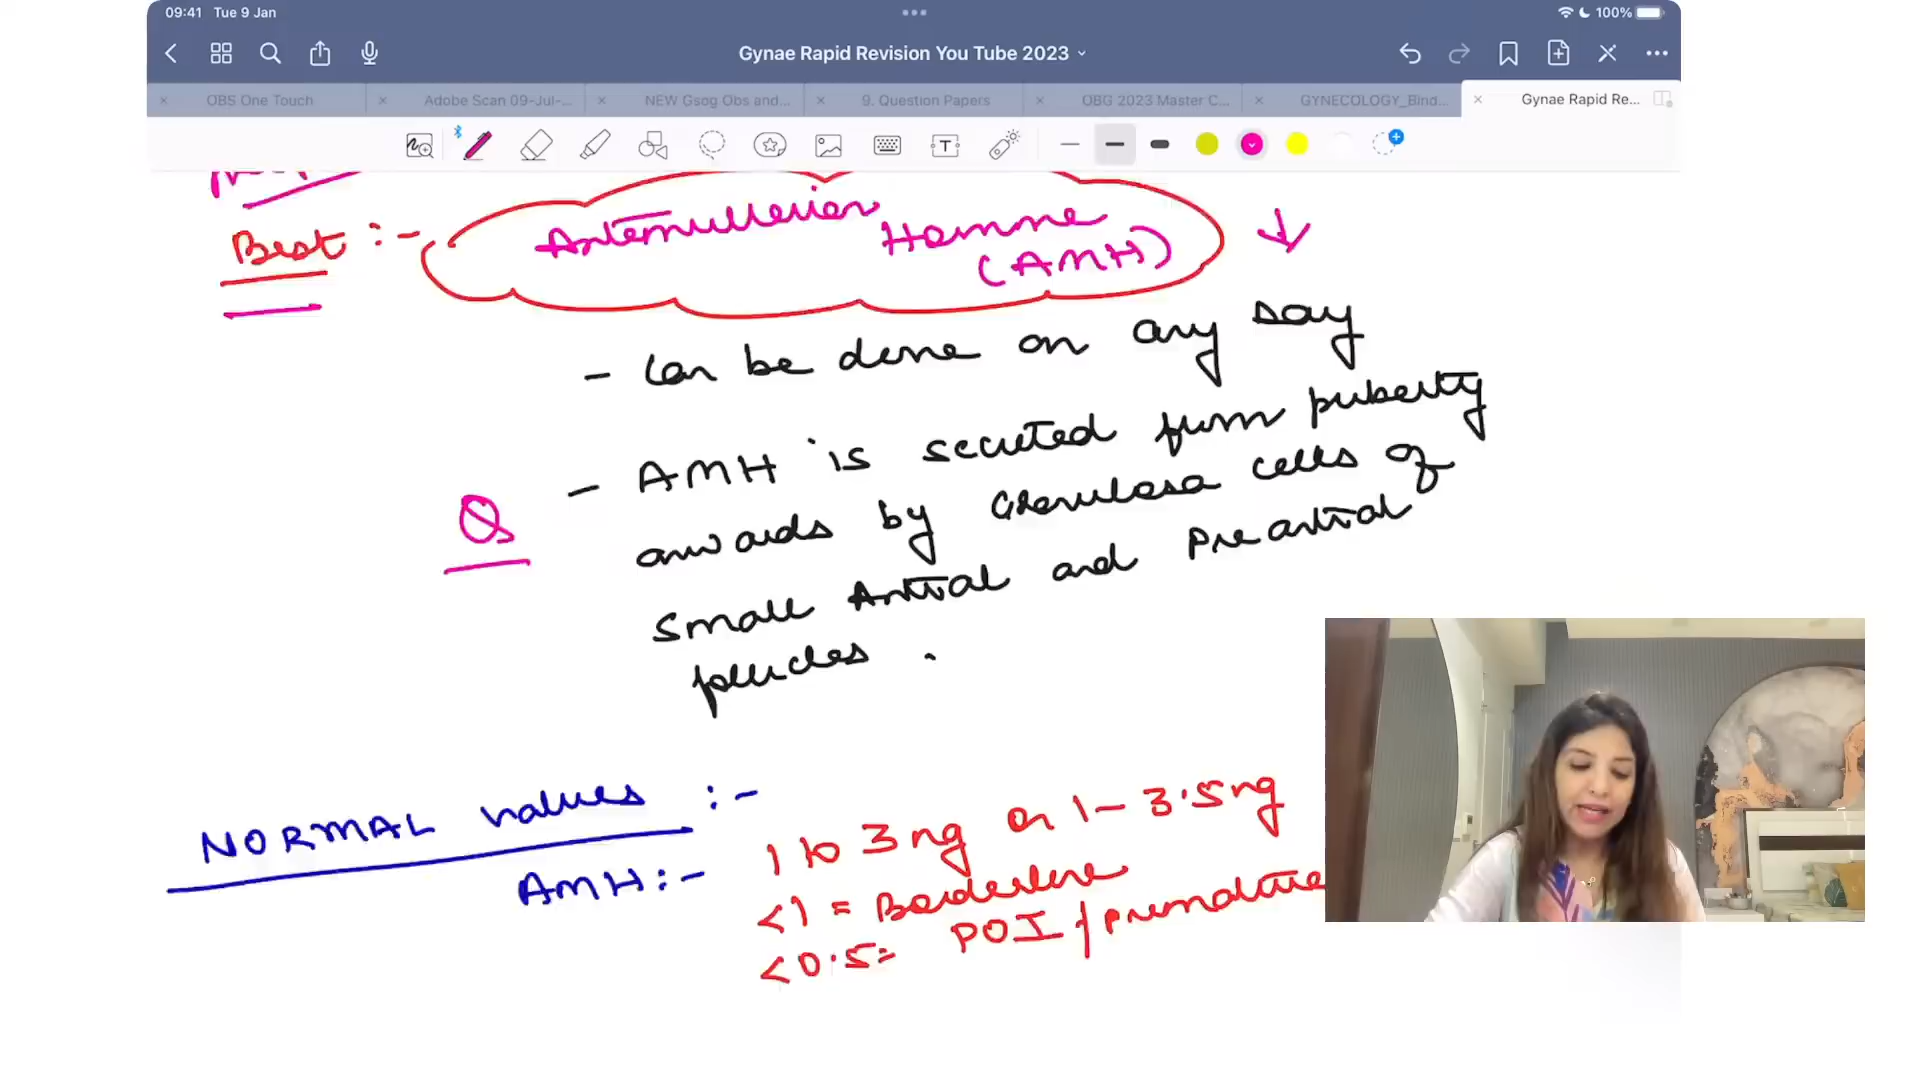 09:41 Tue 9 Jan
100%
Gynae Rapid Revision You Tube 2023
OBS One Touch
Adobe Scan 09-Jul-...
NEW Gsog Obs and...
9. Question Papers
OBG 2023 Master C...
GYNECOLOGY_Bind...
Gynae Rapid Re...
Best :-
Antemullerian
Hormone
(AMH) ↓
- Can be done on any day
Q - AMH is secreted from puberty
onwards by Granulosa cells of
small Antral and Preantral
follicles .
NORMAL values :-
AMH :- 1 to 3 ng or 1 - 3.5 ng
<1 = Borderline
<0.5 = POI / Premature